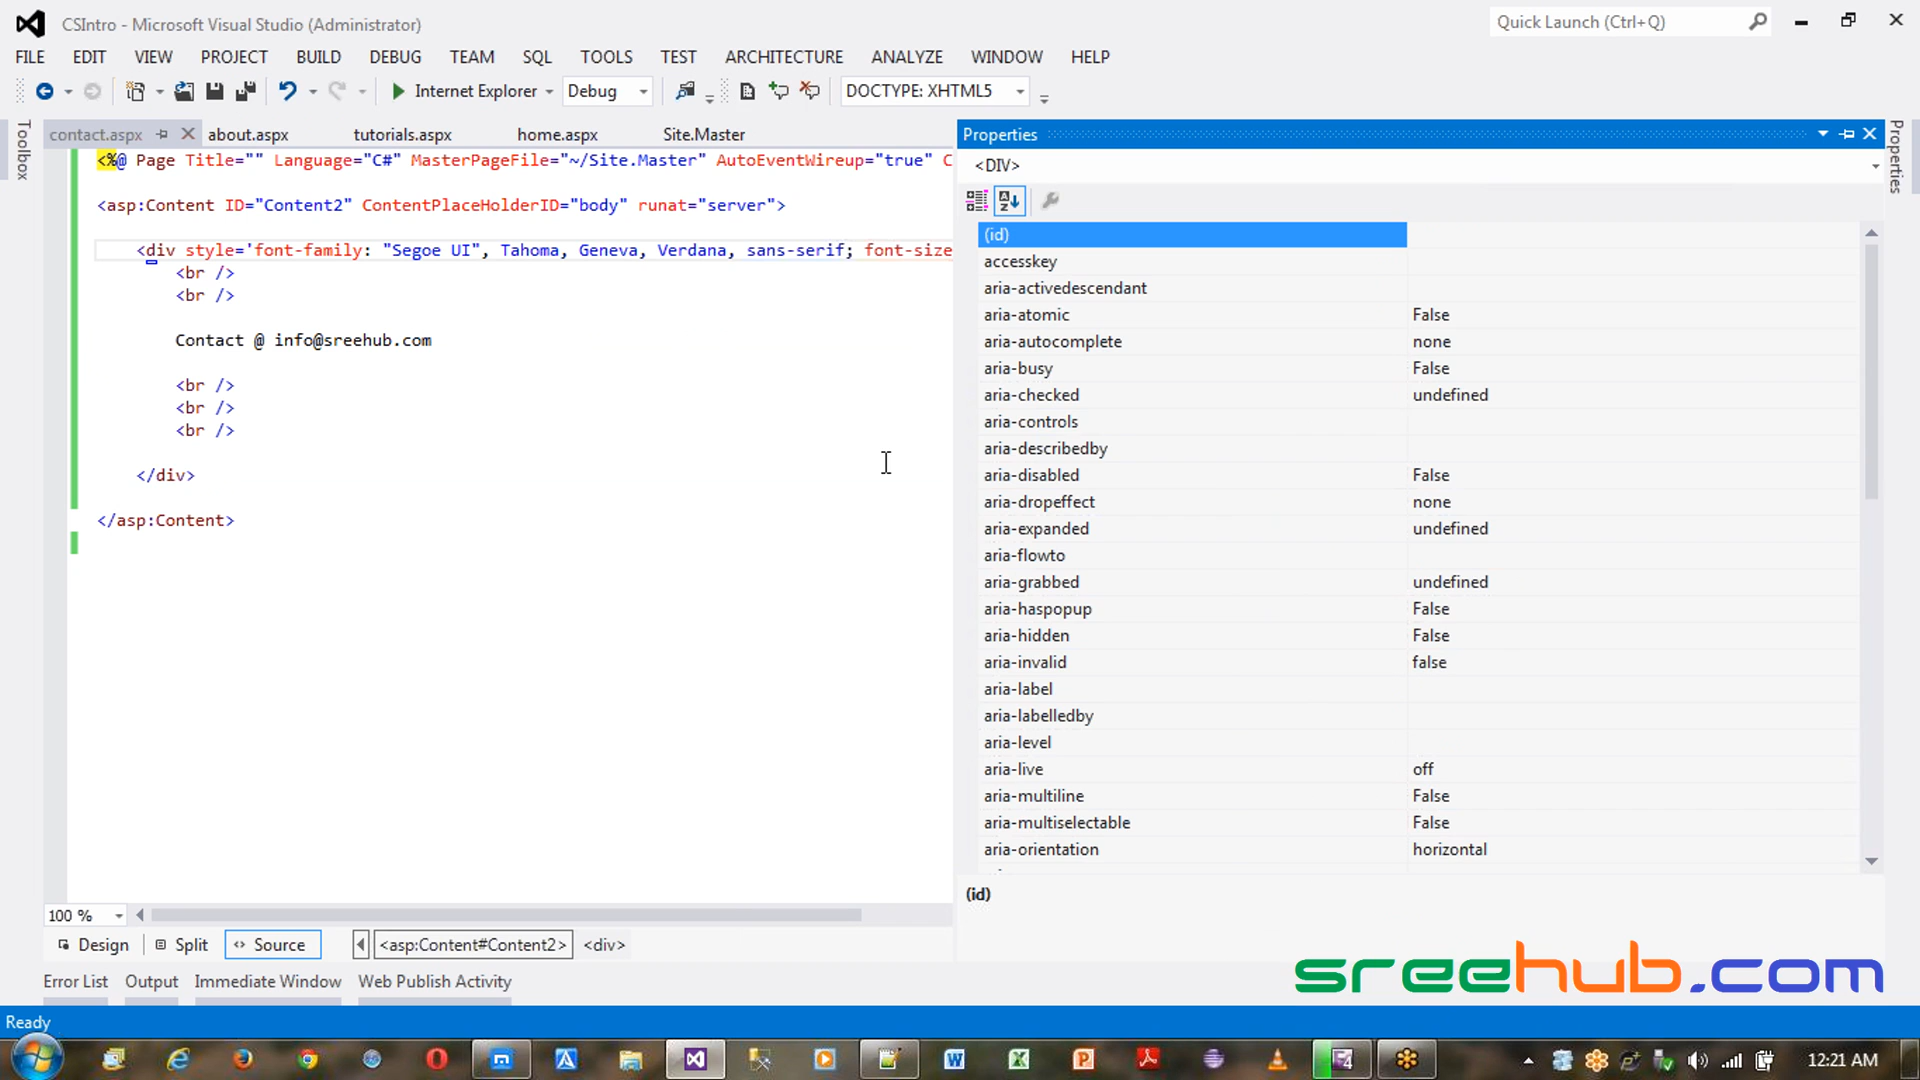 CSIntro - Microsoft Visual Studio (Administrator)
Quick Launch (Ctrl+Q)
FILE EDIT VIEW PROJECT BUILD DEBUG TEAM SQL TOOLS TEST ARCHITECTURE ANALYZE WINDOW HELP
Internet Explorer Debug DOCTYPE: XHTML5
Toolbox
contact.aspx about.aspx tutorials.aspx home.aspx Site.Master
<%@ Page Title="" Language="C#" MasterPageFile="~/Site.Master" AutoEventWireup="true" C
<asp:Content ID="Content2" ContentPlaceHolderID="body" runat="server">
<div style='font-family: "Segoe UI", Tahoma, Geneva, Verdana, sans-serif; font-size
<br />
<br />
Contact @ info@sreehub.com
<br />
<br />
<br />
</div>
</asp:Content>
100 %
Design Split Source <asp:Content#Content2> <div>
Properties
<DIV>
(id)
accesskey
aria-activedescendant
aria-atomic False
aria-autocomplete none
aria-busy False
aria-checked undefined
aria-controls
aria-describedby
aria-disabled False
aria-dropeffect none
aria-expanded undefined
aria-flowto
aria-grabbed undefined
aria-haspopup False
aria-hidden False
aria-invalid false
aria-label
aria-labelledby
aria-level
aria-live off
aria-multiline False
aria-multiselectable False
aria-orientation horizontal
(id)
Properties
Error List Output Immediate Window Web Publish Activity
sreehub.com
Ready
12:21 AM